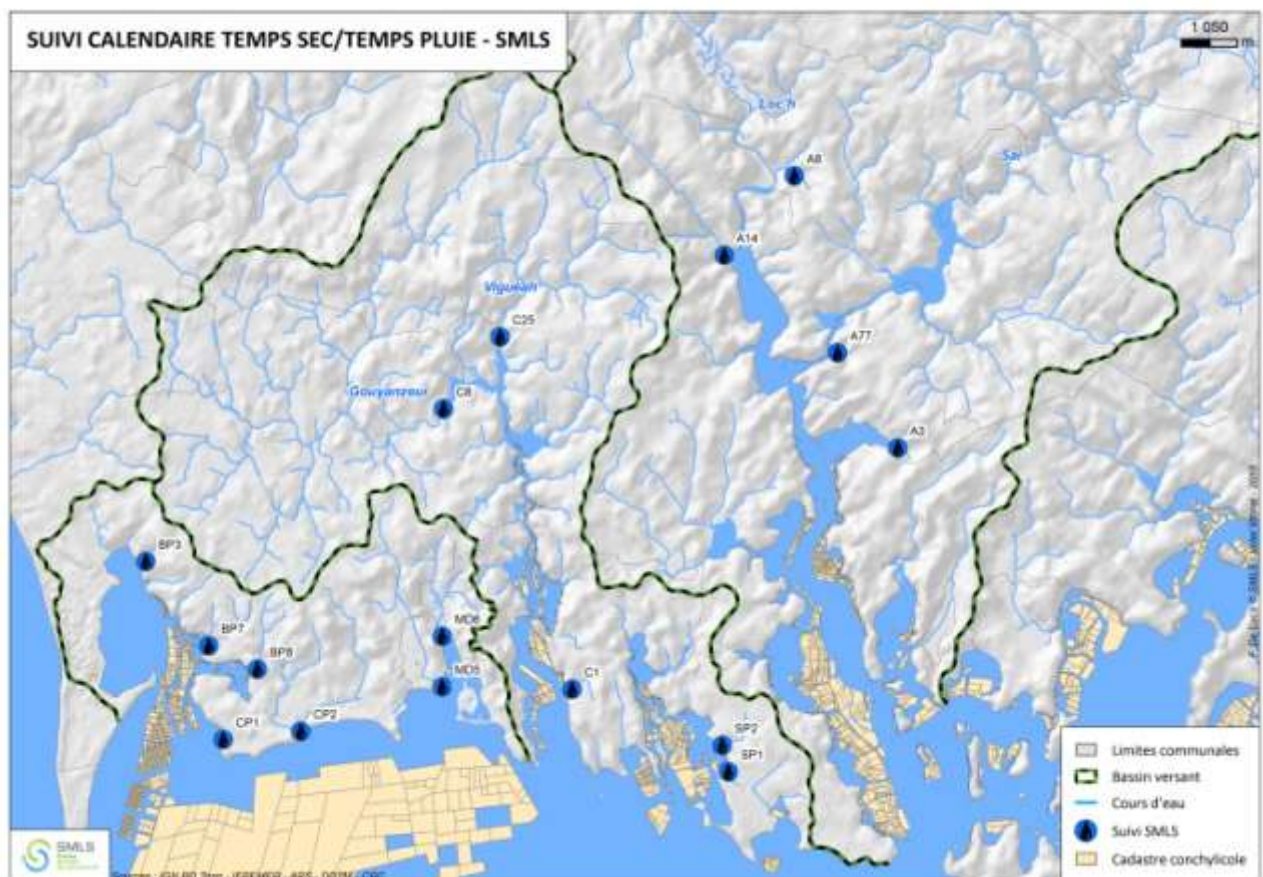 SUIVI CALENDAIRE TEMPS SEC/TEMPS PLUIE - SMLS
1 050
m
Loc'h
Sal
A8
A14
Viguean
C25
A77
Gouyanzeur
C8
A3
BP3
BP7
BP8
MD6
MD5
C1
CP1
CP2
SP2
SP1
Limites communales
Bassin versant
Cours d'eau
Suivi SMLS
Cadastre conchylicole
SMLS